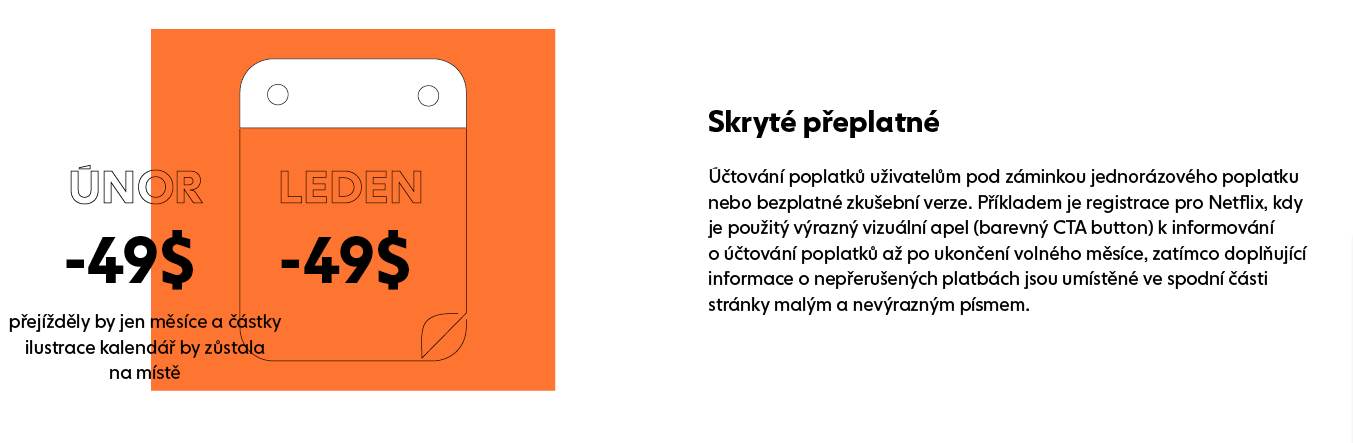 ÚNOR
-49$
přejížděly by jen měsíce a částky
ilustrace kalendář by zůstala
na místě
LEDEN
-49$
Skryté přeplatné
Účtování poplatků uživatelům pod záminkou jednorázového poplatku
nebo bezplatné zkušební verze. Příkladem je registrace pro Netflix, kdy
je použitý výrazný vizuální apel (barevný CTA button) k informování
o účtování poplatků až po ukončení volného měsíce, zatímco doplňující
informace o nepřerušených platbách jsou umístěné ve spodní části
stránky malým a nevýrazným písmem.